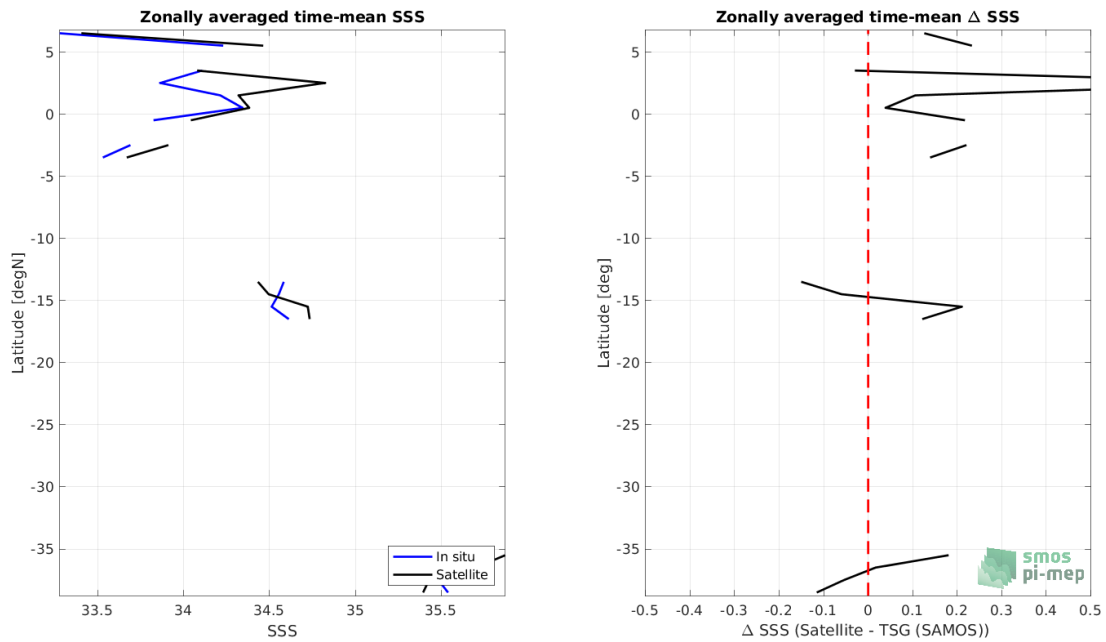 Zonally averaged time-mean SSS
5
0
-5
-10
-15
-20
-25
-30
-35
Latitude [degN]
33.5 34 34.5 35 35.5
SSS
In situ
Satellite
Zonally averaged time-mean Δ SSS
5
0
-5
-10
-15
-20
-25
-30
-35
Latitude [deg]
-0.5 -0.4 -0.3 -0.2 -0.1 0 0.1 0.2 0.3 0.4 0.5
Δ SSS (Satellite - TSG (SAMOS))
smos
pi-mep